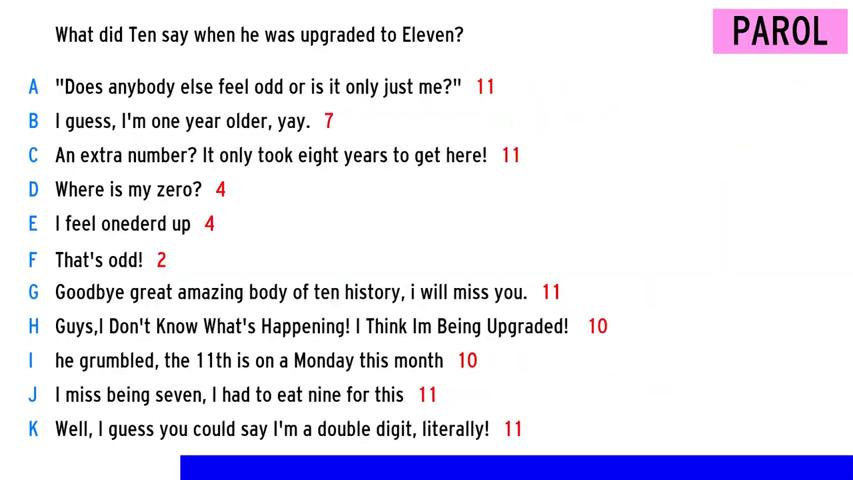 What did Ten say when he was upgraded to Eleven?
PAROL
A "Does anybody else feel odd or is it only just me?" 11
B I guess, I'm one year older, yay. 7
C An extra number? It only took eight years to get here! 11
D Where is my zero? 4
E I feel onederd up 4
F That's odd! 2
G Goodbye great amazing body of ten history, i will miss you. 11
H Guys,I Don't Know What's Happening! I Think Im Being Upgraded! 10
I he grumbled, the 11th is on a Monday this month 10
J I miss being seven, I had to eat nine for this 11
K Well, I guess you could say I'm a double digit, literally! 11